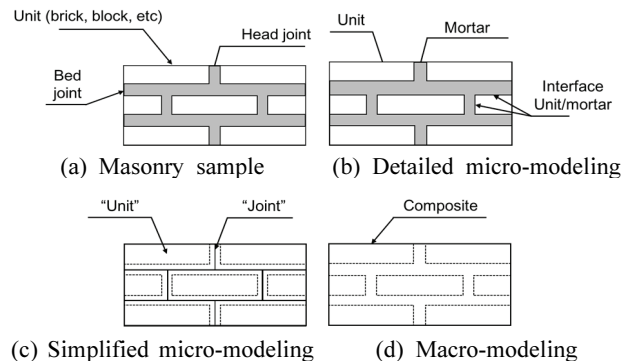 Unit (brick, block, etc)
Head joint
Bed
joint
(a) Masonry sample
Unit
Mortar
Interface
Unit/mortar
(b) Detailed micro-modeling
“Unit”
“Joint”
(c) Simplified micro-modeling
Composite
(d) Macro-modeling